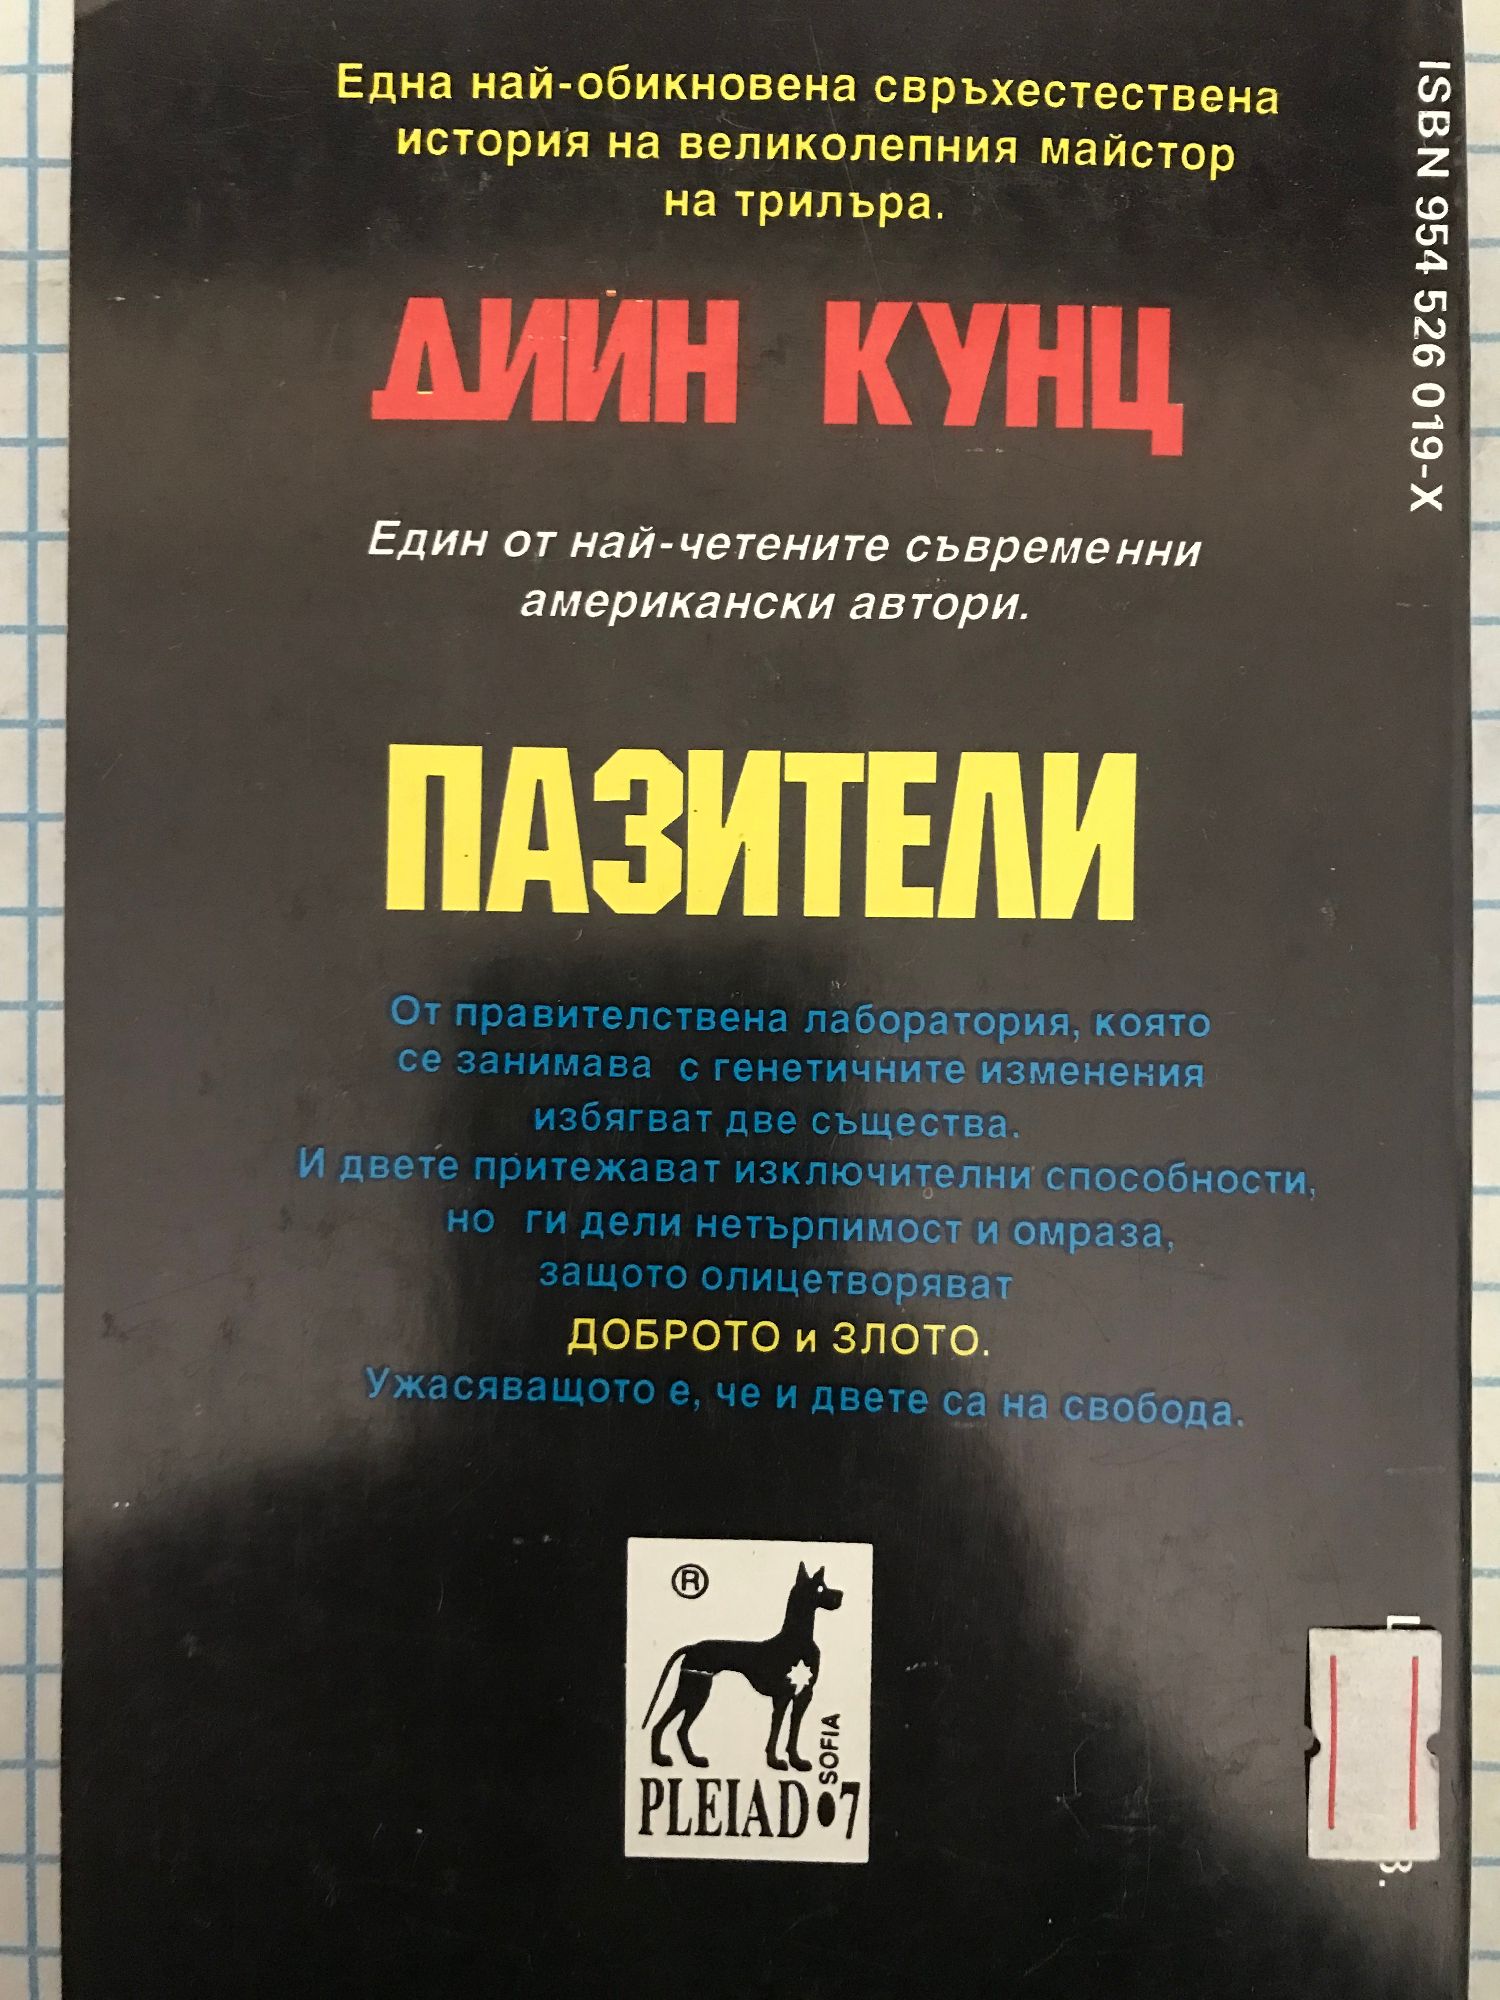 Една най-обикновена свръхестествена
история на великолепния майстор
на трилъра.
ДИЙН КУНЦ
Един от най-четените съвременни
американски автори.
ПАЗИТЕЛИ
От правителствена лаборатория, която
се занимава с генетичните изменения
избягват две същества.
И двете притежават изключителни способности,
но ги дели нетърпимост и омраза,
защото олицетворяват
ДОБРОТО и ЗЛОТО.
Ужасяващото е, че и двете са на свобода.
®
SOFIA
PLEIAD•7
ISBN 954 526 019-X